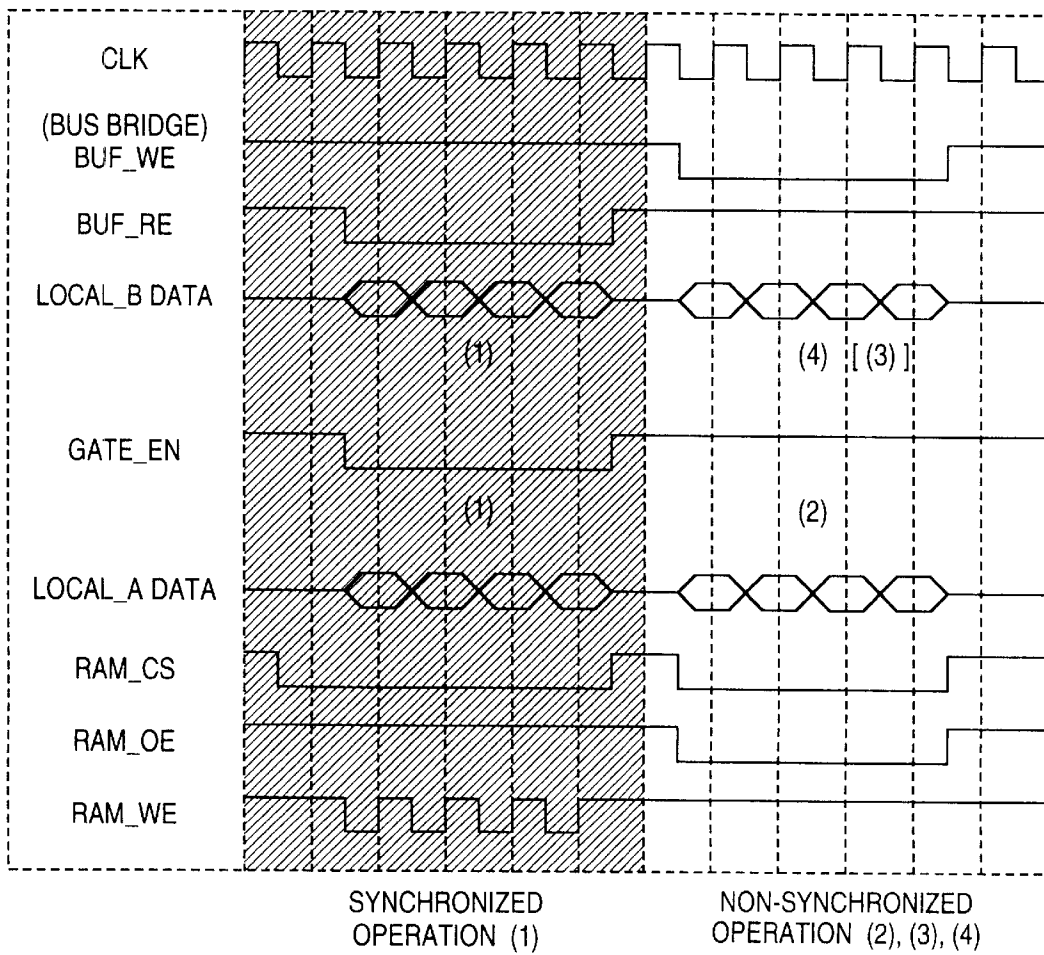 CLK
(BUS BRIDGE)
BUF_WE
BUF_RE
LOCAL_B DATA
(1)
(4) [ (3) ]
GATE_EN
(1)
(2)
LOCAL_A DATA
RAM_CS
RAM_OE
RAM_WE
SYNCHRONIZED
OPERATION (1)
NON-SYNCHRONIZED
OPERATION (2), (3), (4)